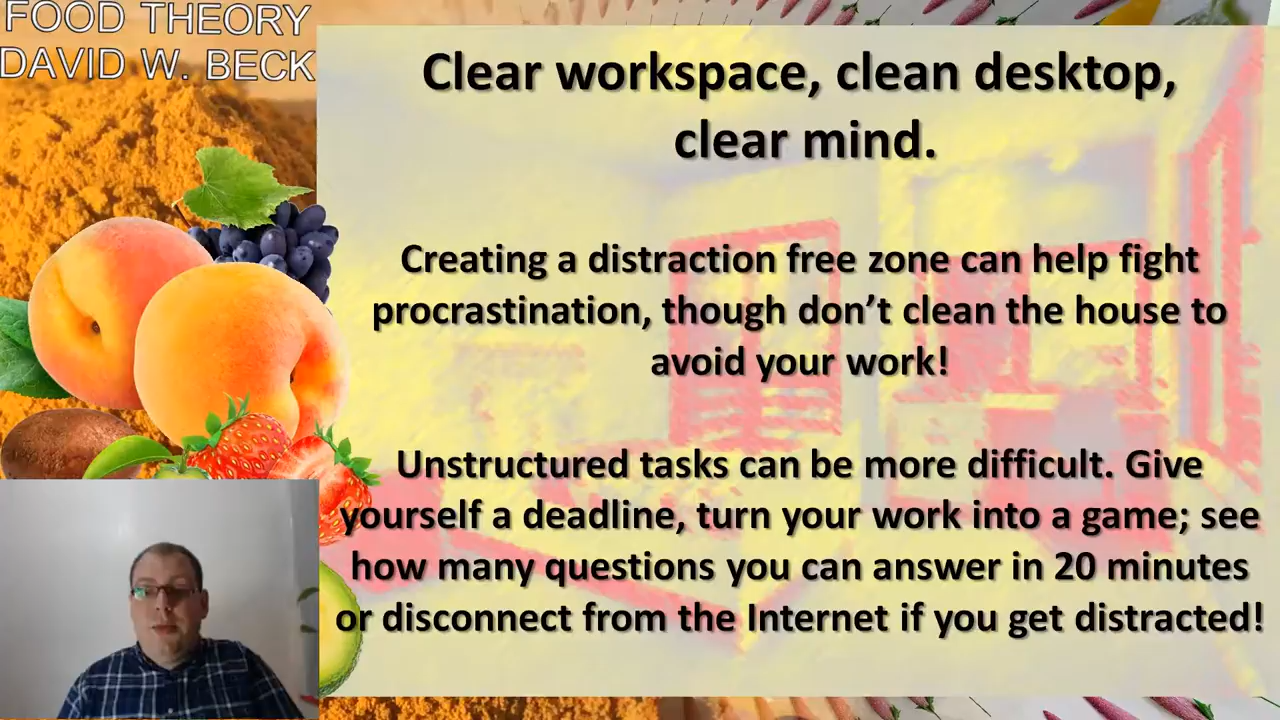 FOOD THEORY
DAVID W. BECK
Clear workspace, clean desktop,
clear mind.
Creating a distraction free zone can help fight
procrastination, though don’t clean the house to
avoid your work!
Unstructured tasks can be more difficult. Give
yourself a deadline, turn your work into a game; see
how many questions you can answer in 20 minutes
or disconnect from the Internet if you get distracted!